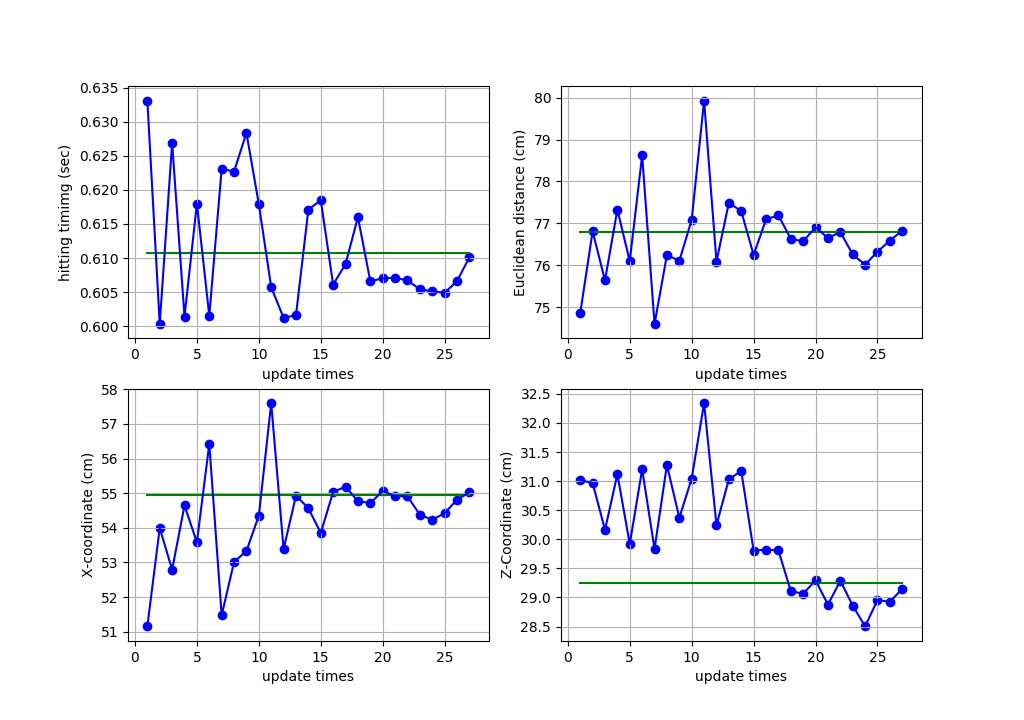 hitting timimg (sec)
0.635
0.630
0.625
0.620
0.615
0.610
0.605
0.600
0 5 10 15 20 25
update times
Euclidean distance (cm)
80
79
78
77
76
75
0 5 10 15 20 25
update times
X-coordinate (cm)
58
57
56
55
54
53
52
51
0 5 10 15 20 25
update times
Z-Coordinate (cm)
32.5
32.0
31.5
31.0
30.5
30.0
29.5
29.0
28.5
0 5 10 15 20 25
update times